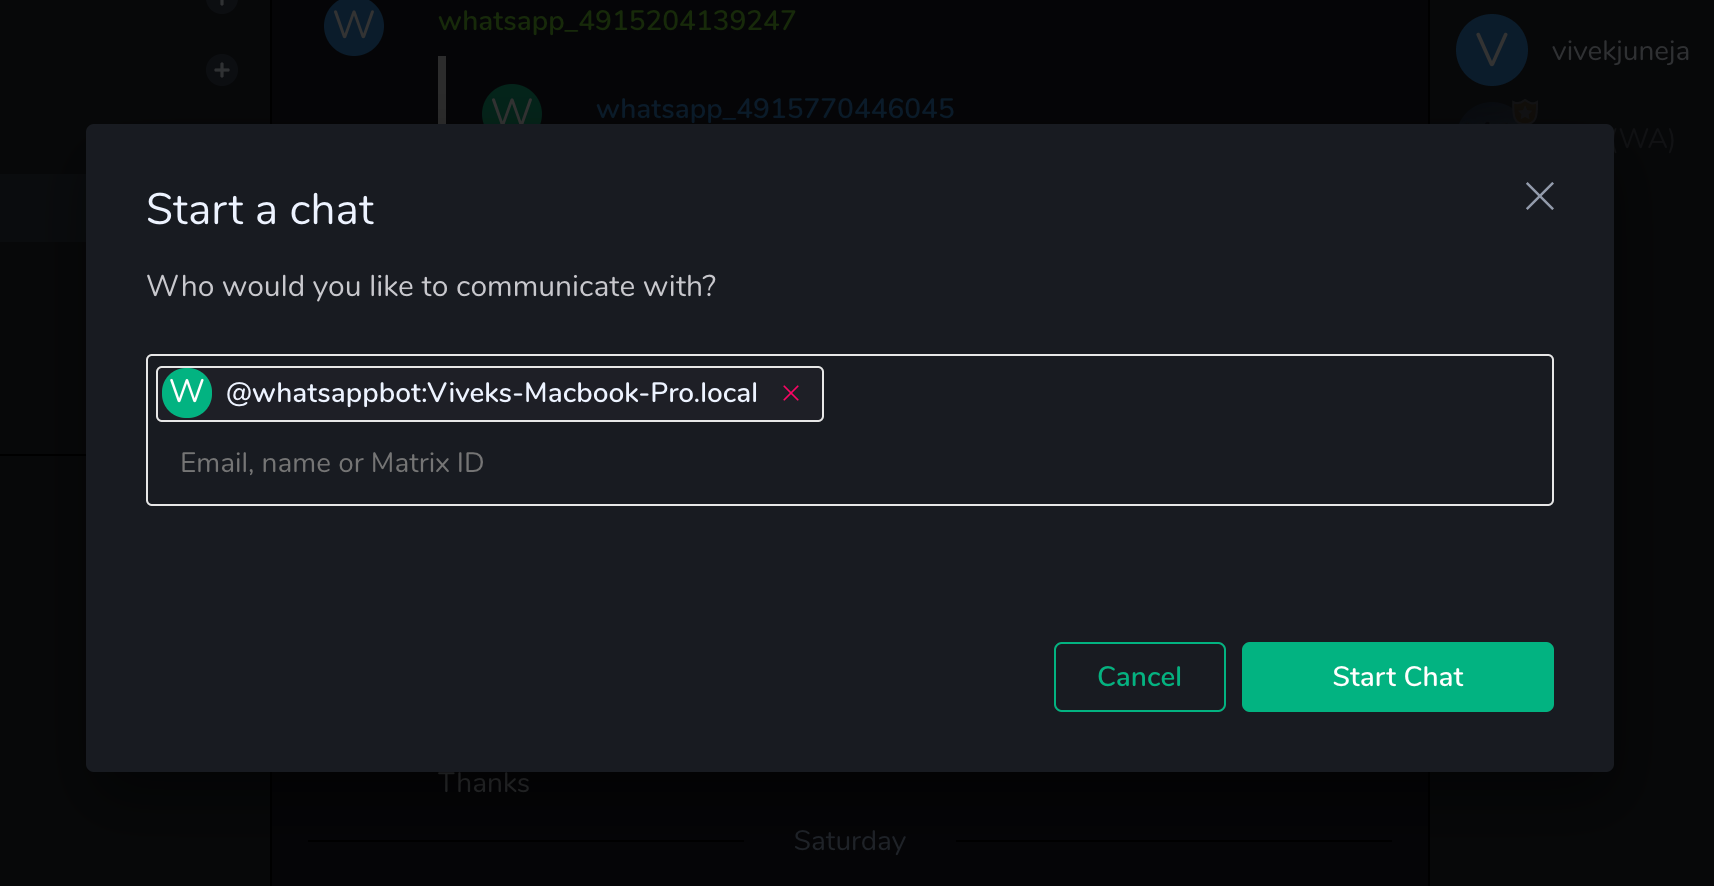 W whatsapp_4915204139247
V vivekjuneja
W whatsapp_4915770446045
(WA)
Start a chat
Who would you like to communicate with?
W @whatsappbot:Viveks-Macbook-Pro.local
Email, name or Matrix ID
Cancel Start Chat
Thanks
Saturday